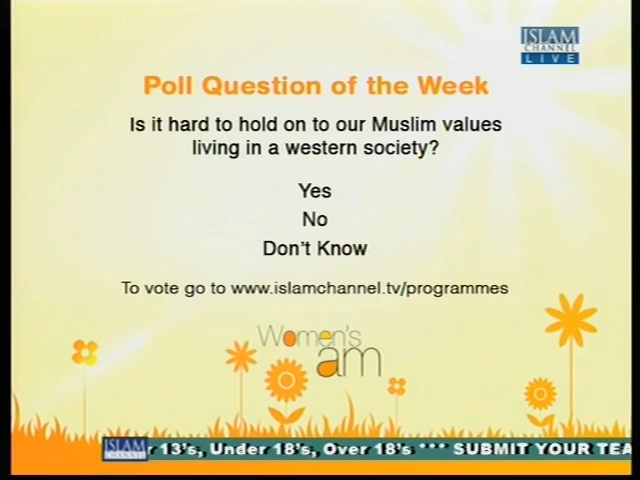 ISLAM
CHANNEL
LIVE
Poll Question of the Week
Is it hard to hold on to our Muslim values
living in a western society?
Yes
No
Don't Know
To vote go to www.islamchannel.tv/programmes
Women's
am
ISLAM
CHANNEL
r 13's, Under 18's, Over 18's *** SUBMIT YOUR TEA